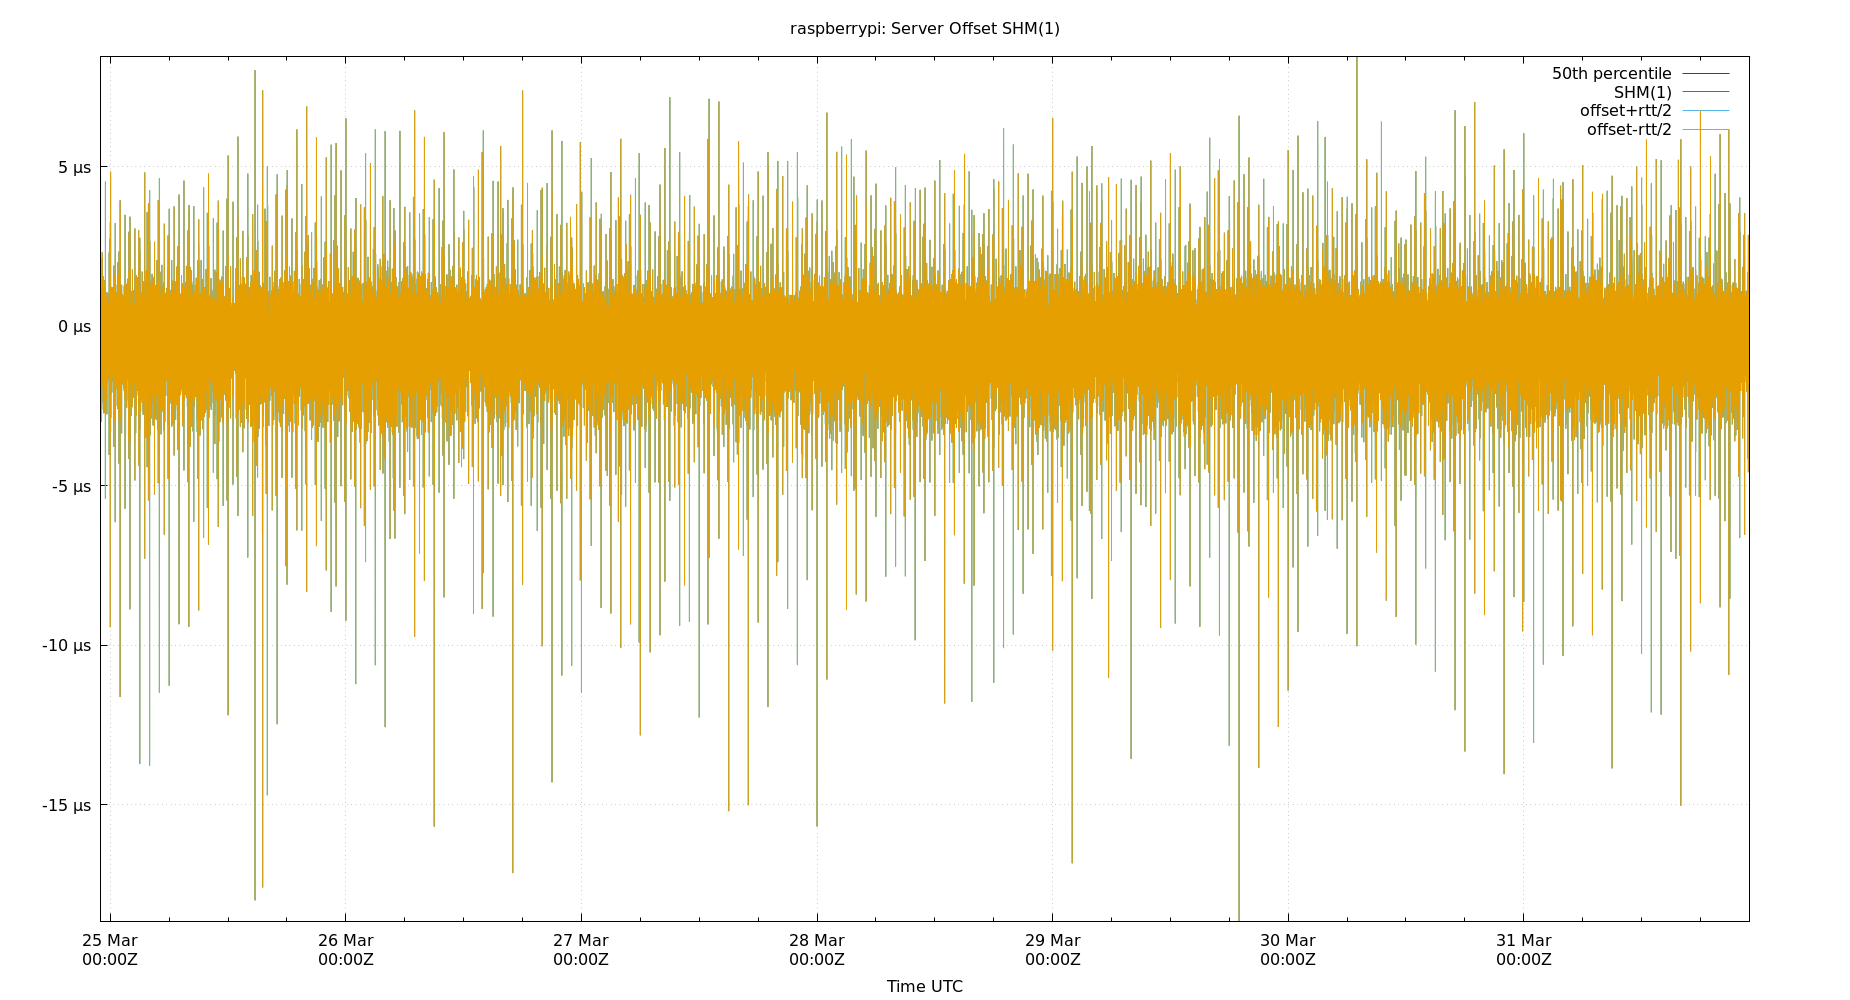 raspberrypi: Server Offset SHM(1)
50th percentile
SHM(1)
offset+rtt/2
offset-rtt/2
5 µs
0 µs
-5 µs
-10 µs
-15 µs
25 Mar 26 Mar 27 Mar 28 Mar 29 Mar 30 Mar 31 Mar
00:00Z 00:00Z 00:00Z 00:00Z 00:00Z 00:00Z 00:00Z
Time UTC